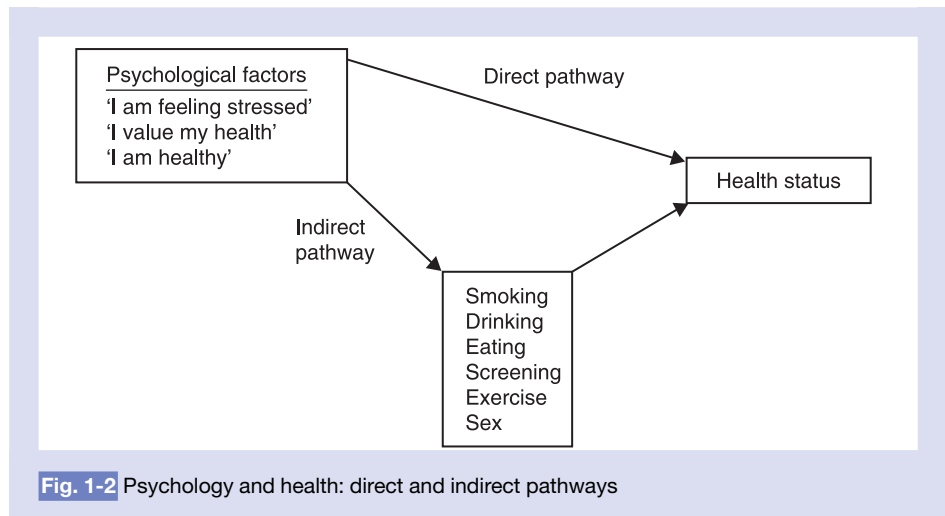 Psychological factors
'I am feeling stressed'
'I value my health'
'I am healthy'
Direct pathway
Health status
Indirect
pathway
Smoking
Drinking
Eating
Screening
Exercise
Sex
Fig. 1-2 Psychology and health: direct and indirect pathways